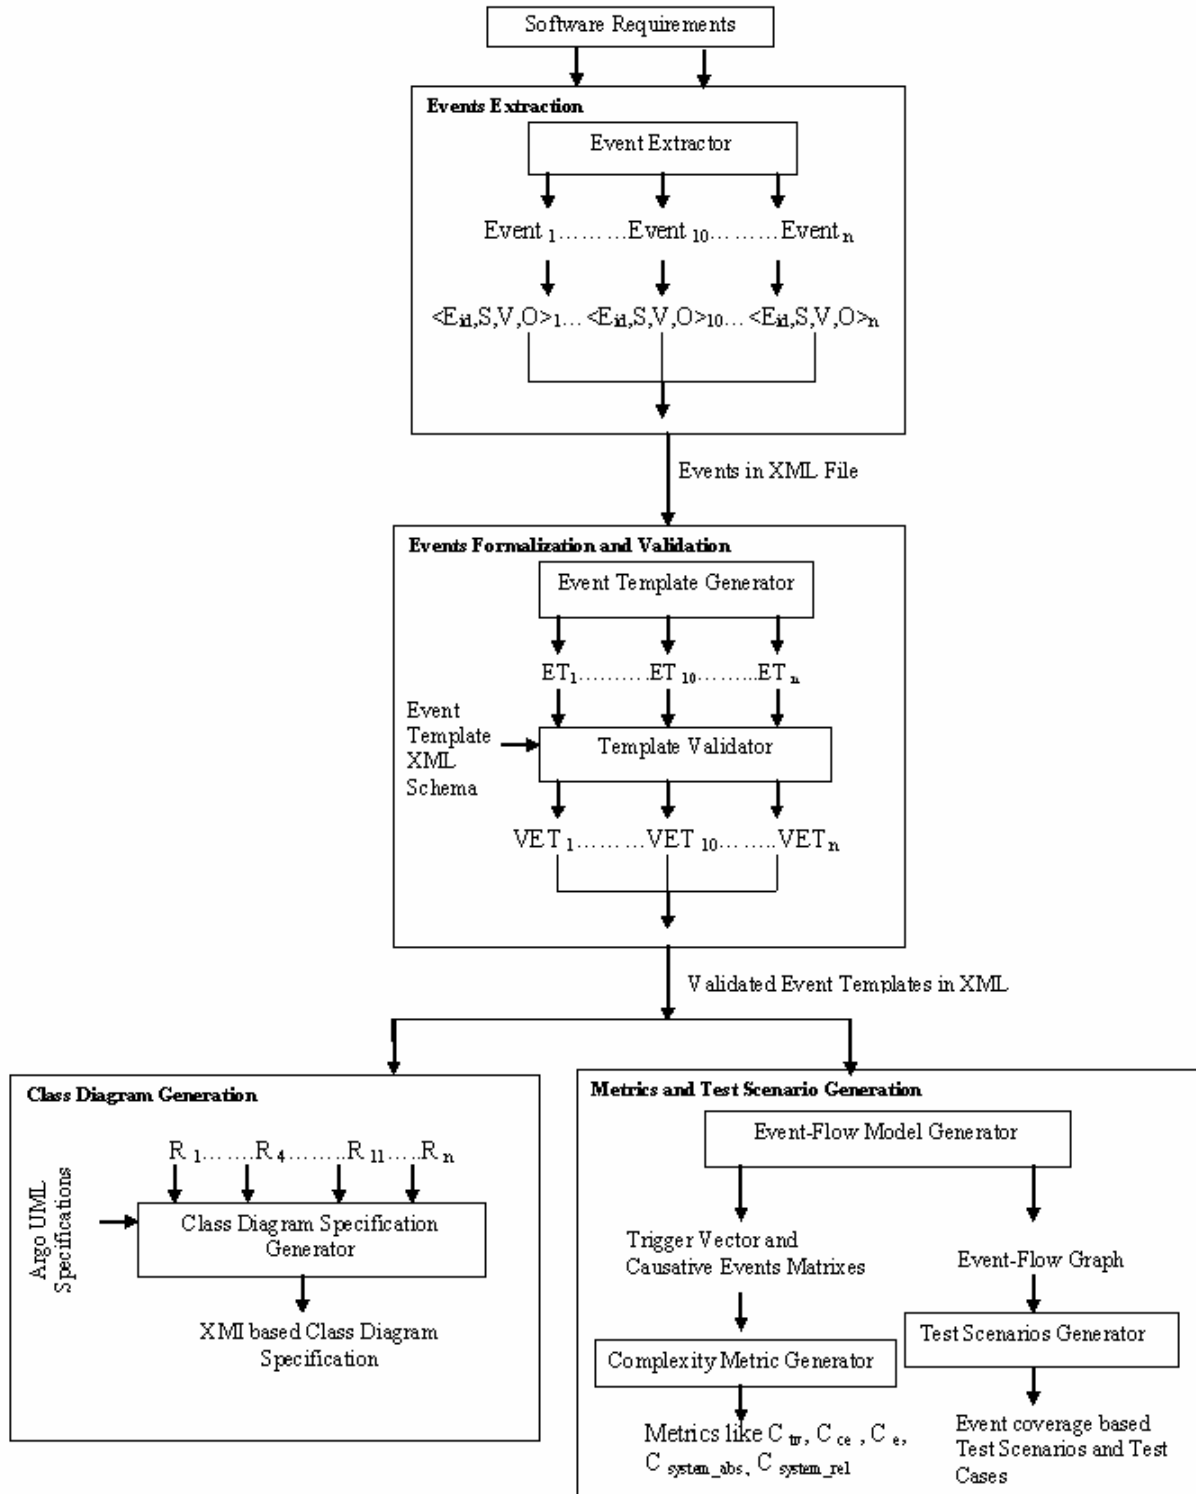 Software Requirements
Events Extraction
Event Extractor
Event 1………Event 10………Event n
<Eid,S,V,O>1… <Eid,S,V,O>10… <Eid,S,V,O>n
Events in XML File
Events Formalization and Validation
Event Template Generator
ET1……….ET 10……...ET n
Event
Template
XML
Schema
Template Validator
VET 1………VET 10……..VET n
Validated Event Templates in XML
Class Diagram Generation
R 1…….R 4……..R 11…..R n
Argo UML
Specifications
Class Diagram Specification
Generator
XMI based Class Diagram
Specification
Metrics and Test Scenario Generation
Event-Flow Model Generator
Trigger Vector and
Causative Events Matrixes
Event-Flow Graph
Complexity Metric Generator
Test Scenarios Generator
Metrics like C tr, C ce , C e,
C system_abs, C system_rel
Event coverage based
Test Scenarios and Test
Cases